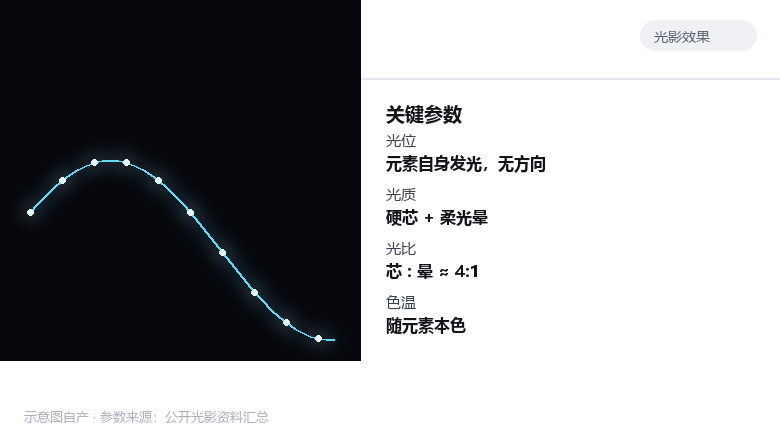 光影效果
关键参数
光位
元素自身发光，无方向
光质
硬芯 + 柔光晕
光比
芯 : 晕 ≈ 4:1
色温
随元素本色
示意图自产 · 参数来源：公开光影资料汇总